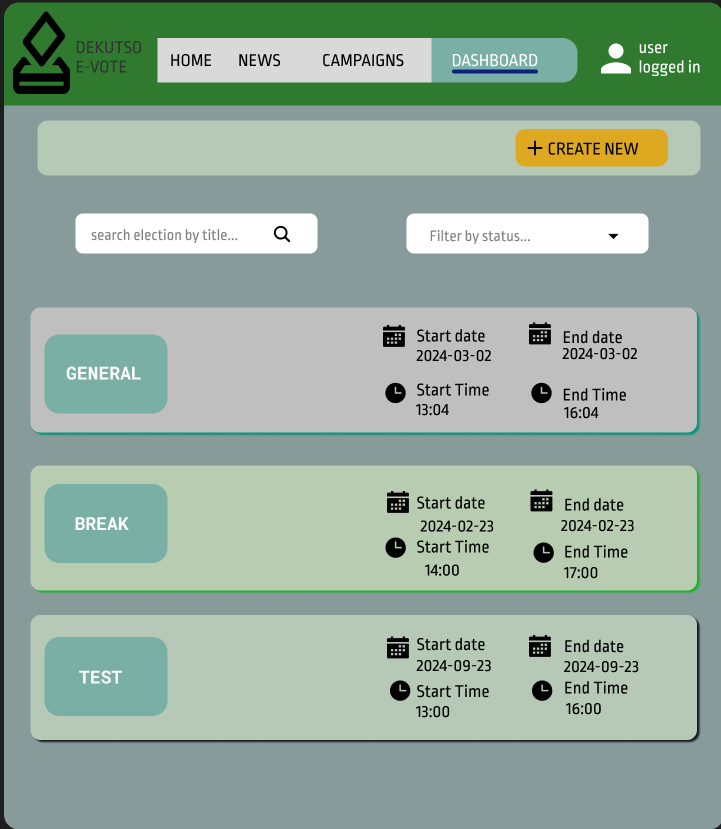 DEKUTSO
E-VOTE
HOME NEWS CAMPAIGNS DASHBOARD
user
logged in
+ CREATE NEW
search election by title...
Filter by status...
GENERAL
Start date
2024-03-02
End date
2024-03-02
Start Time
13:04
End Time
16:04
BREAK
Start date
2024-02-23
End date
2024-02-23
Start Time
14:00
End Time
17:00
TEST
Start date
2024-09-23
End date
2024-09-23
Start Time
13:00
End Time
16:00